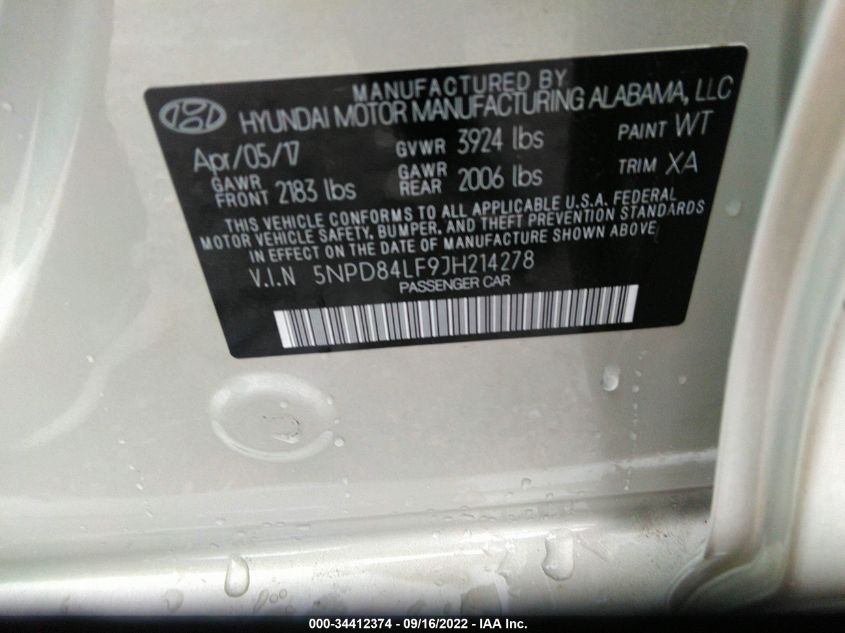 MANUFACTURED BY
HYUNDAI MOTOR MANUFACTURING ALABAMA, LLC
Apr/05/17 GVWR 3924 lbs PAINT WT
GAWR FRONT 2183 lbs GAWR REAR 2006 lbs TRIM XA
THIS VEHICLE CONFORMS TO ALL APPLICABLE U.S.A. FEDERAL
MOTOR VEHICLE SAFETY, BUMPER, AND THEFT PREVENTION STANDARDS
IN EFFECT ON THE DATE OF MANUFACTURE SHOWN ABOVE
V.I.N 5NPD84LF9JH214278
PASSENGER CAR
000-34412374 - 09/16/2022 - IAA Inc.